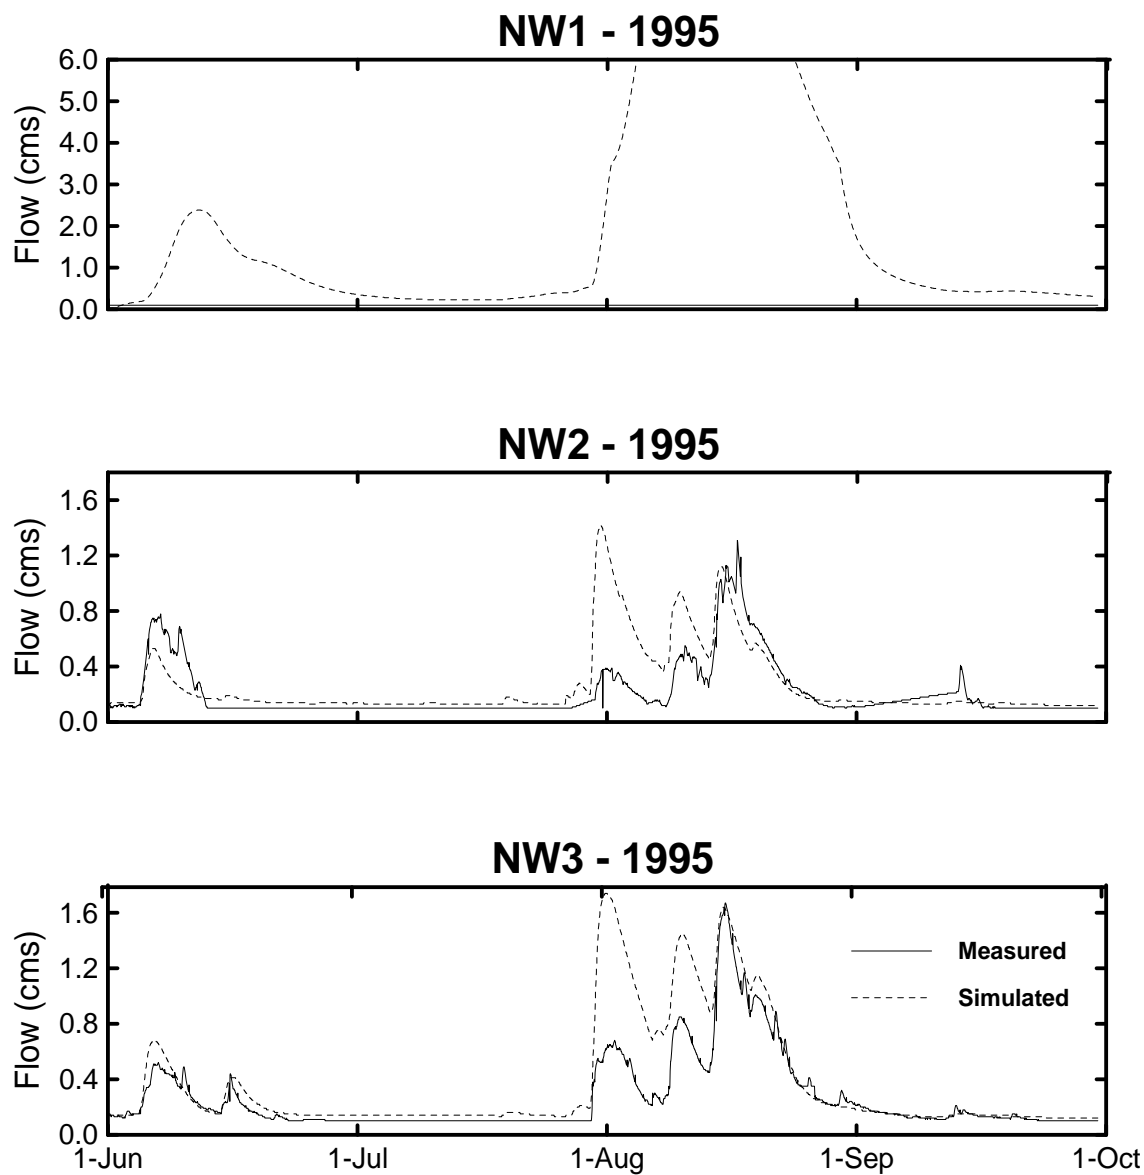 NW1 - 1995
Flow (cms)
6.0
5.0
4.0
3.0
2.0
1.0
0.0
NW2 - 1995
Flow (cms)
1.6
1.2
0.8
0.4
0.0
NW3 - 1995
Flow (cms)
1.6
1.2
0.8
0.4
0.0
Measured
Simulated
1-Jun 1-Jul 1-Aug 1-Sep 1-Oct